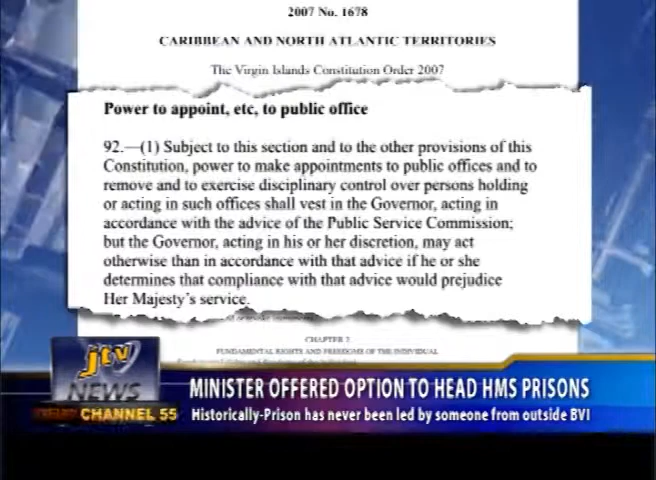 2007 No. 1678
CARIBBEAN AND NORTH ATLANTIC TERRITORIES
The Virgin Islands Constitution Order 2007
Power to appoint, etc, to public office
92.—(1) Subject to this section and to the other provisions of this
Constitution, power to make appointments to public offices and to
remove and to exercise disciplinary control over persons holding
or acting in such offices shall vest in the Governor, acting in
accordance with the advice of the Public Service Commission;
but the Governor, acting in his or her discretion, may act
otherwise than in accordance with that advice if he or she
determines that compliance with that advice would prejudice
Her Majesty's service.
CHAPTER 2
FUNDAMENTAL RIGHTS AND FREEDOMS OF THE INDIVIDUAL
jtv
NEWS
CHANNEL 55
MINISTER OFFERED OPTION TO HEAD HMS PRISONS
Historically-Prison has never been led by someone from outside BVI